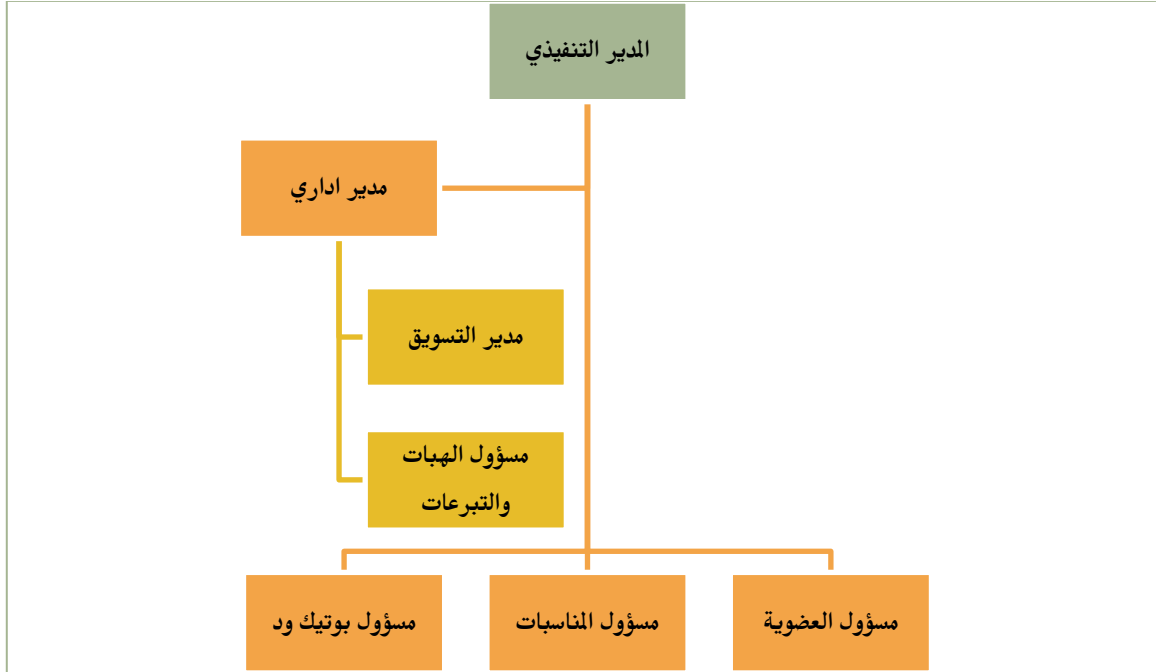 المدير التنفيذي
مدير اداري
مدير التسويق
مسؤول الهبات
والتبرعات
مسؤول العضوية
مسؤول المناسبات
مسؤول بوتيك ود